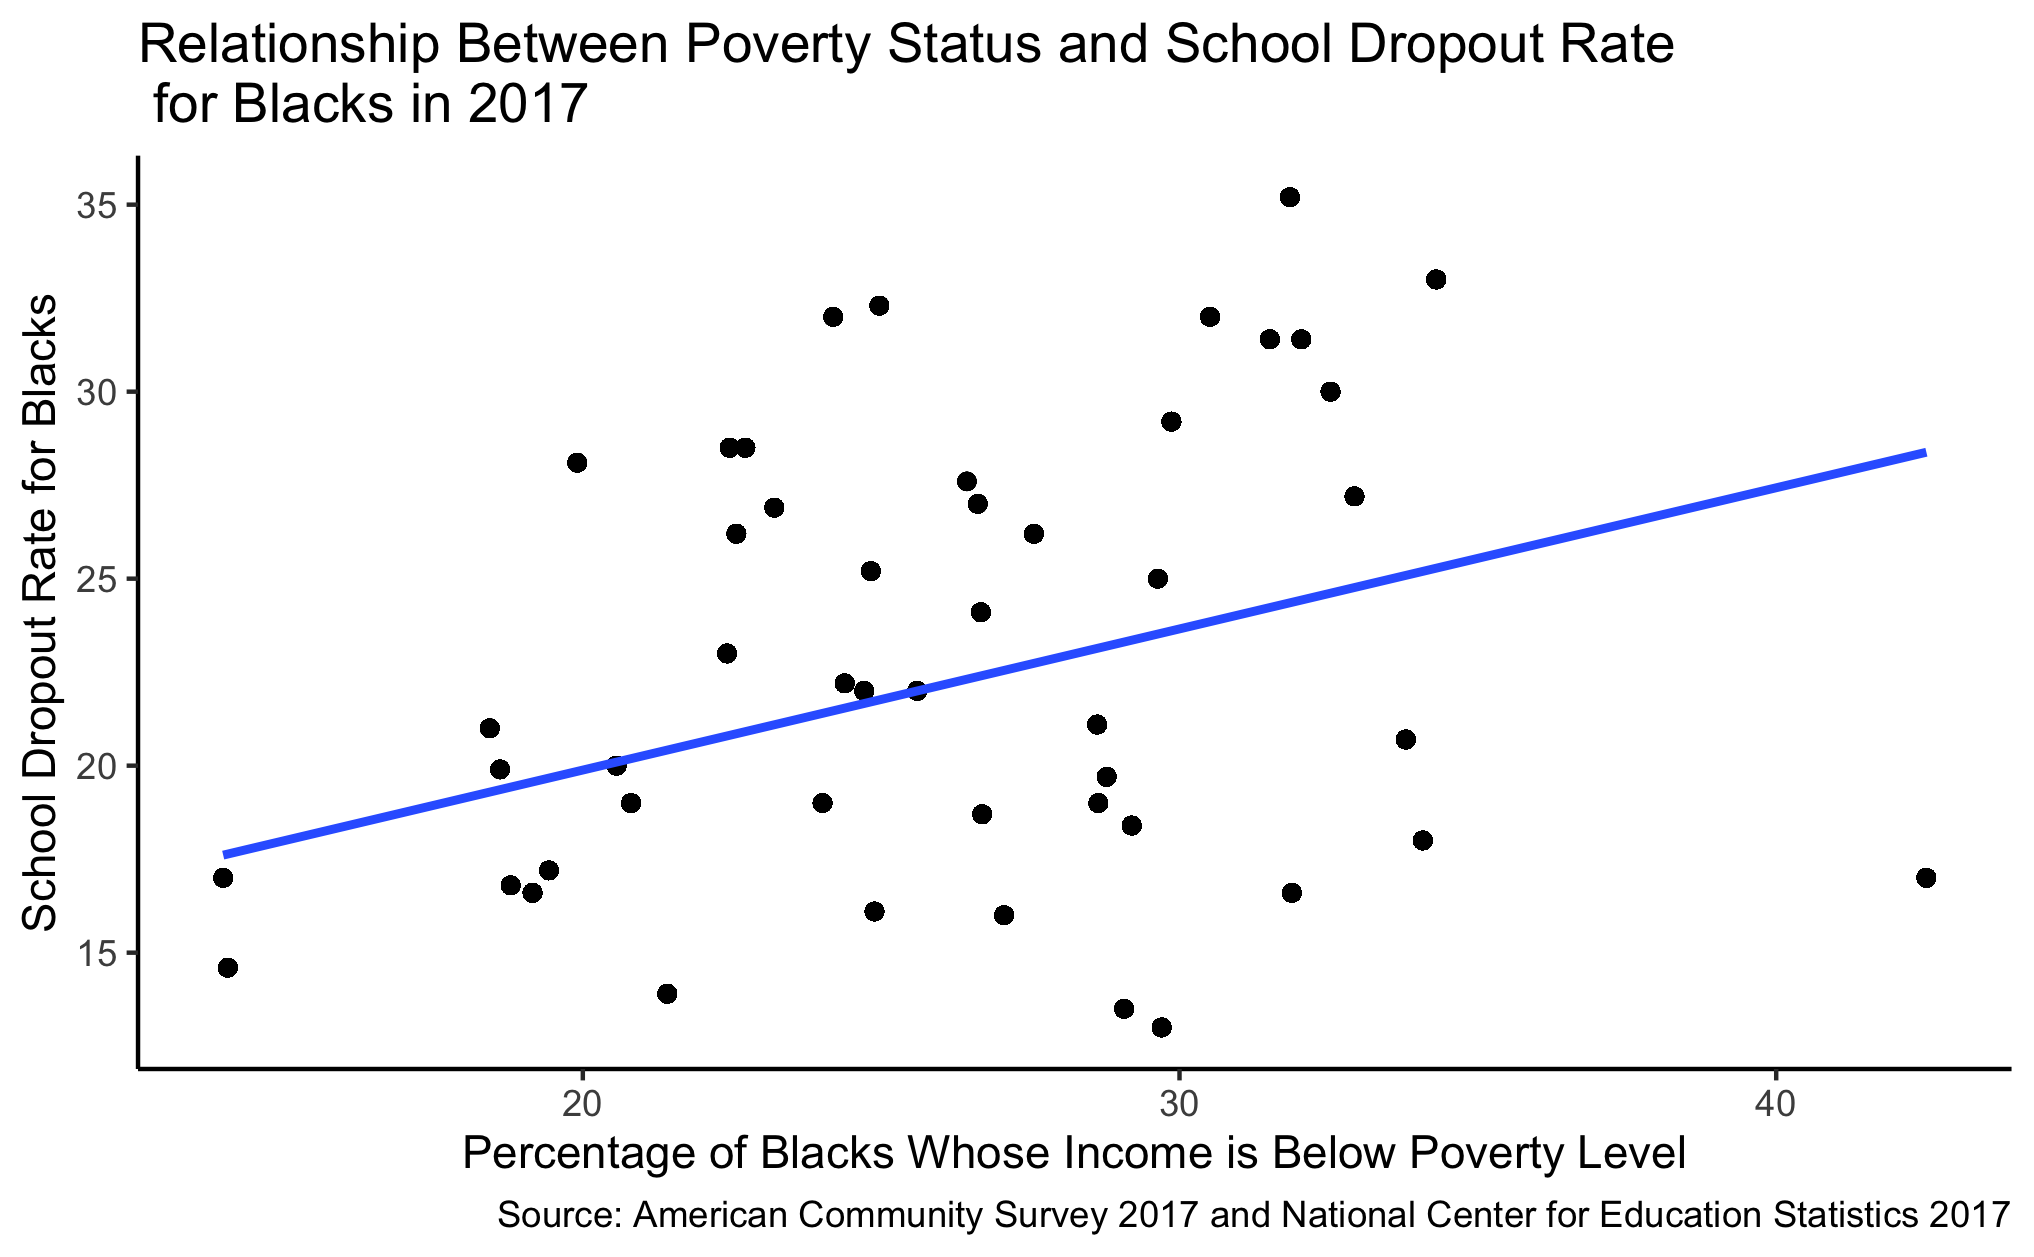 Relationship Between Poverty Status and School Dropout Rate
for Blacks in 2017
School Dropout Rate for Blacks
35
30
25
20
15
20
30
40
Percentage of Blacks Whose Income is Below Poverty Level
Source: American Community Survey 2017 and National Center for Education Statistics 2017